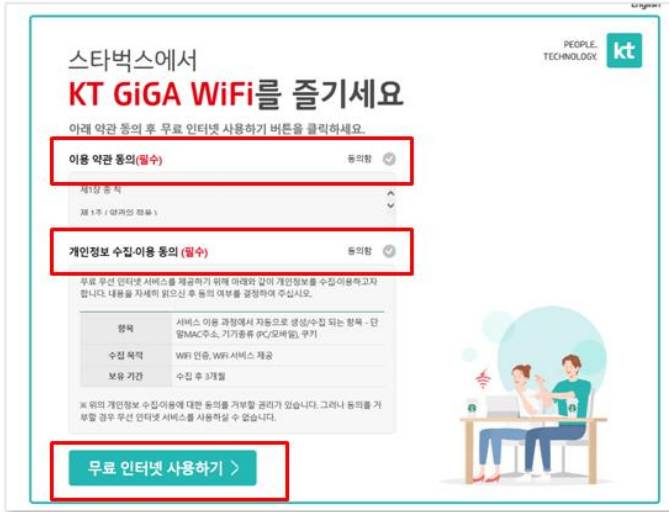 English
PEOPLE.
TECHNOLOGY.
kt
스타벅스에서
KT GiGA WiFi를 즐기세요
아래 약관 동의 후 무료 인터넷 사용하기 버튼을 클릭하세요.
이용 약관 동의(필수)
동의함
제1장 총 칙
제 1조 ( 약관의 적용 )
개인정보 수집·이용 동의 (필수)
동의함
무료 무선 인터넷 서비스를 제공하기 위해 아래와 같이 개인정보를 수집·이용하고자
합니다. 내용을 자세히 읽으신 후 동의 여부를 결정하여 주십시오.
항목
서비스 이용 과정에서 자동으로 생성/수집 되는 항목 - 단
말MAC주소, 기기종류 (PC/모바일), 쿠키
수집 목적
WiFi 인증, WiFi 서비스 제공
보유 기간
수집 후 3개월
※ 위의 개인정보 수집·이용에 대한 동의를 거부할 권리가 있습니다. 그러나 동의를 거
부할 경우 무선 인터넷 서비스를 사용하실 수 없습니다.
무료 인터넷 사용하기 〉